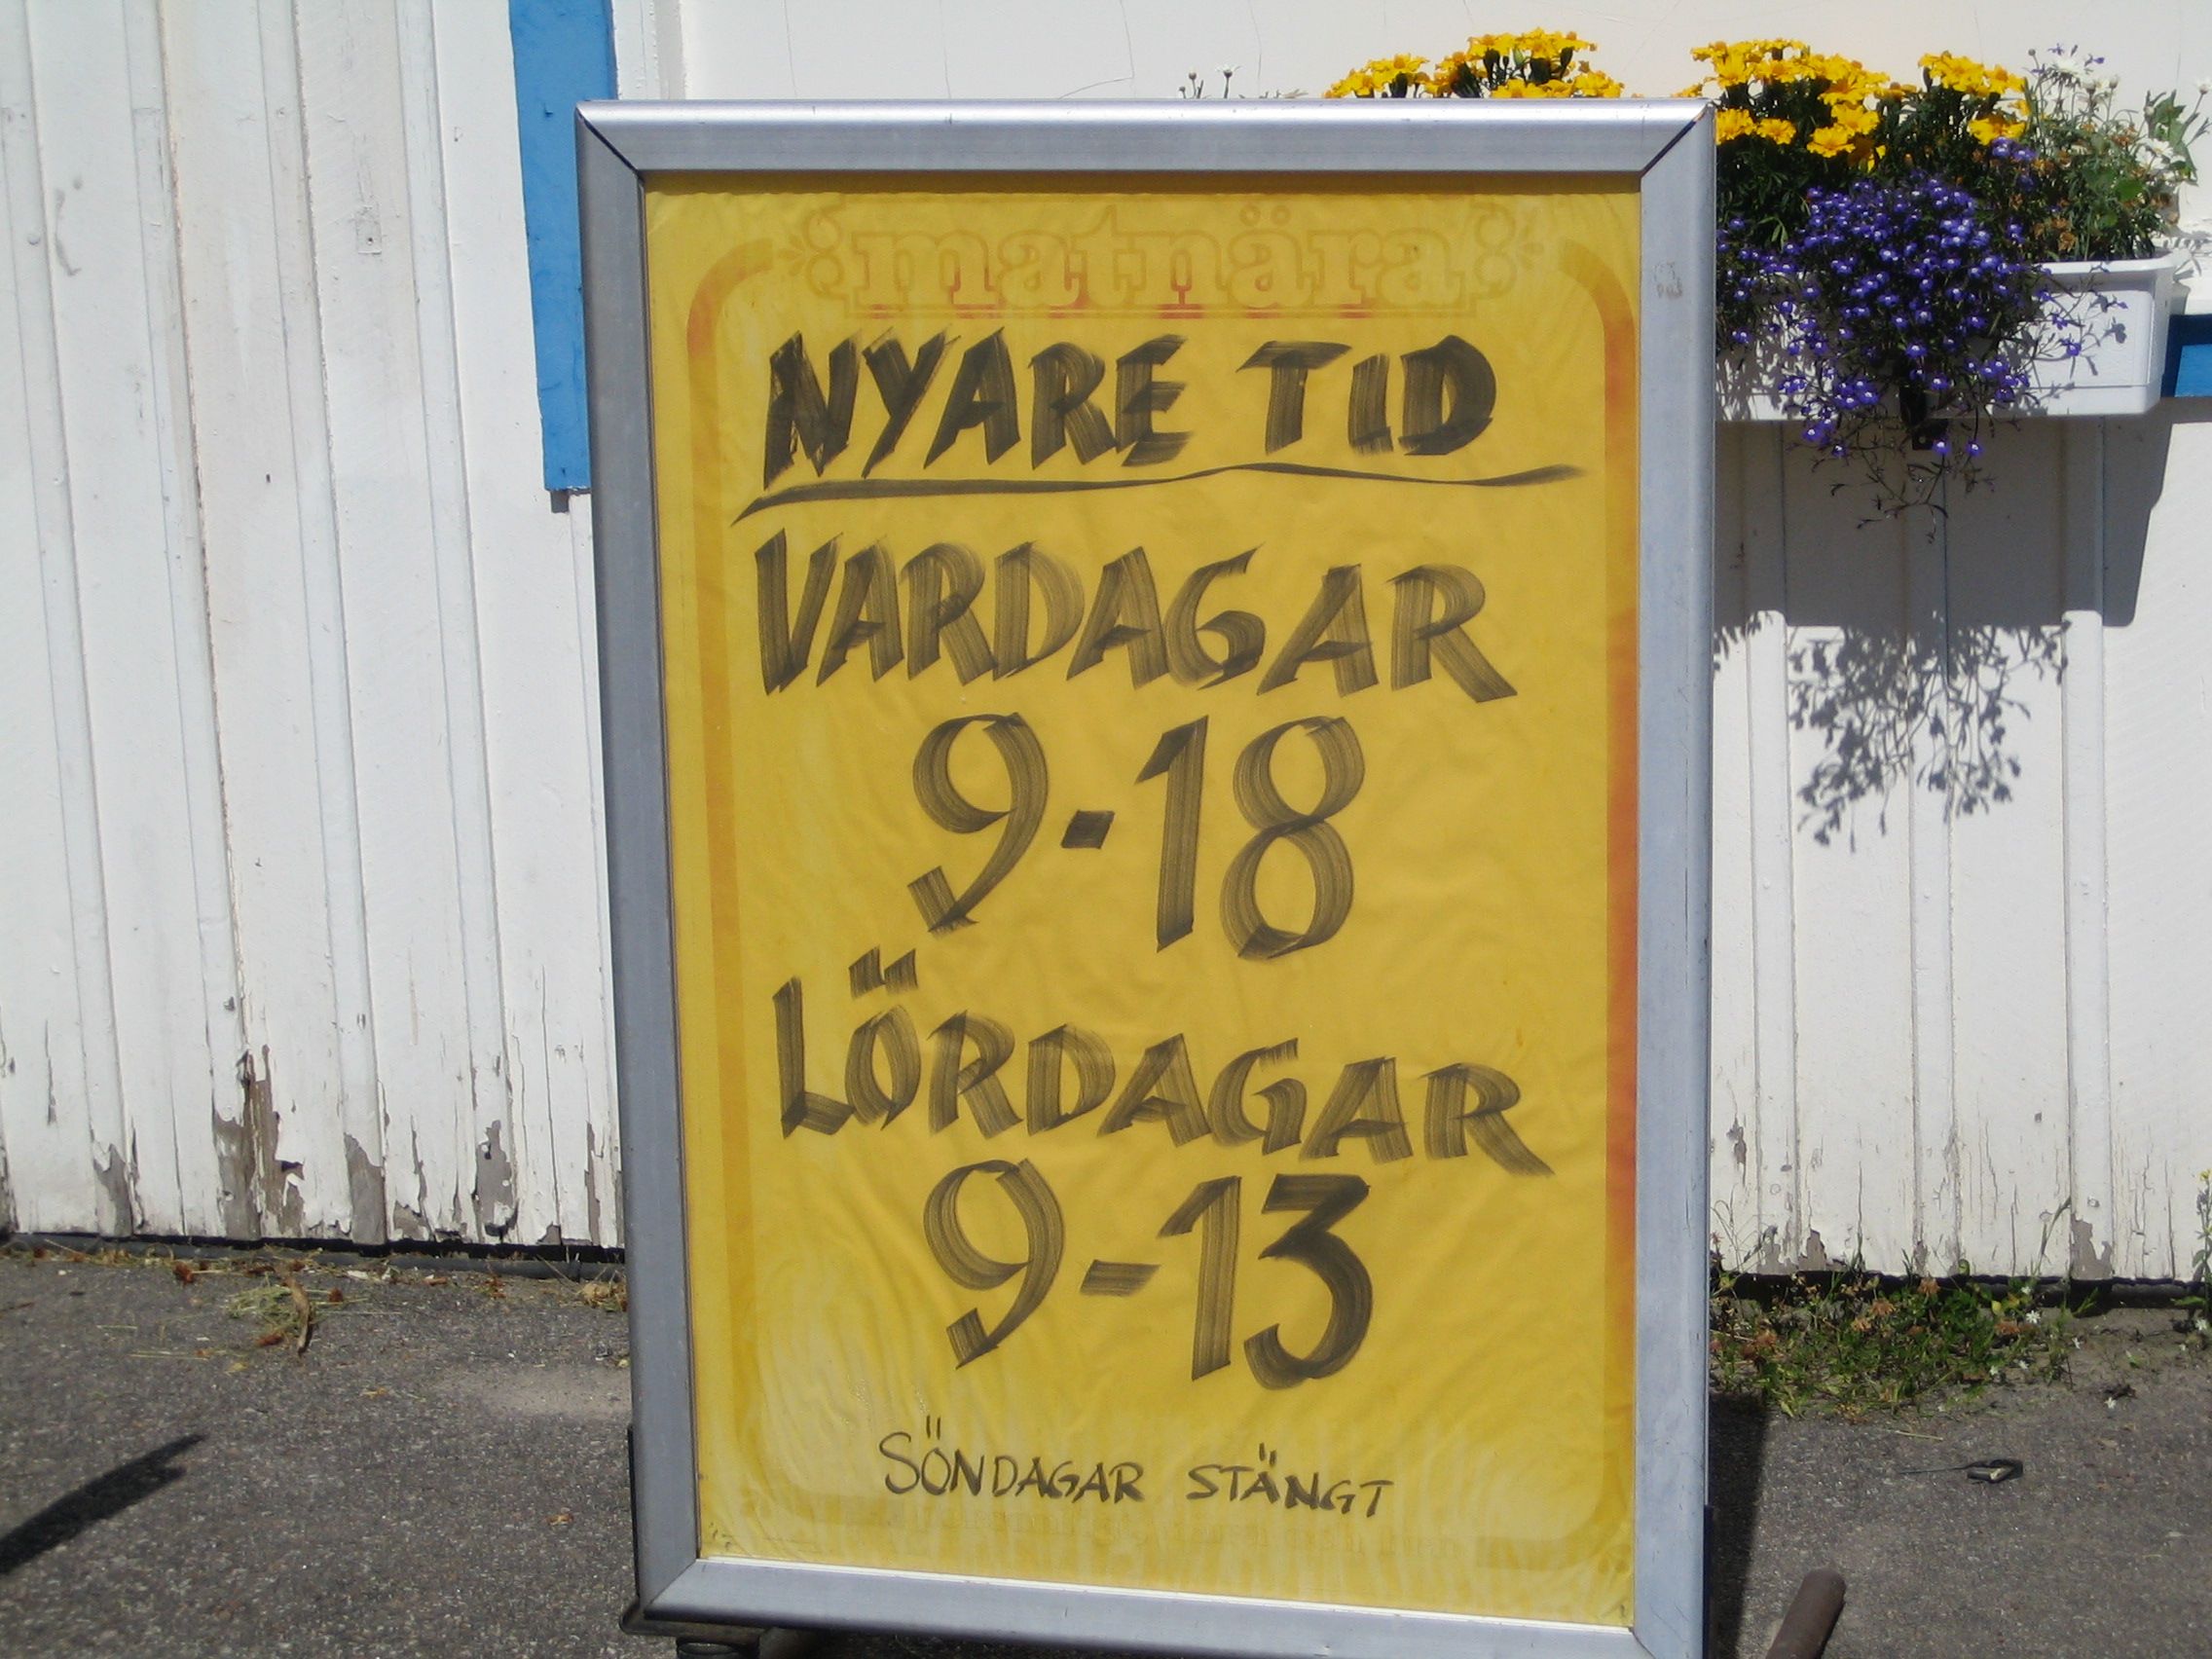 matnära
NYARE TID
VARDAGAR
9-18
LÖRDAGAR
9-13
SÖNDAGAR STÄNGT